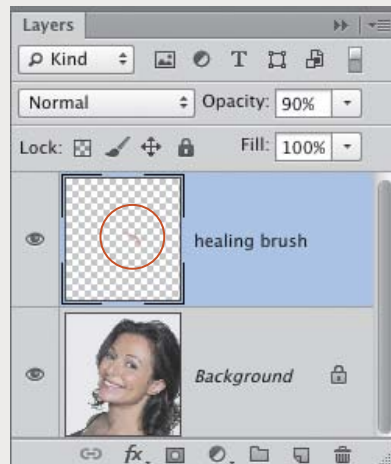 Layers
Kind T
Normal Opacity: 90%
Lock: Fill: 100%
healing brush
Background
fx